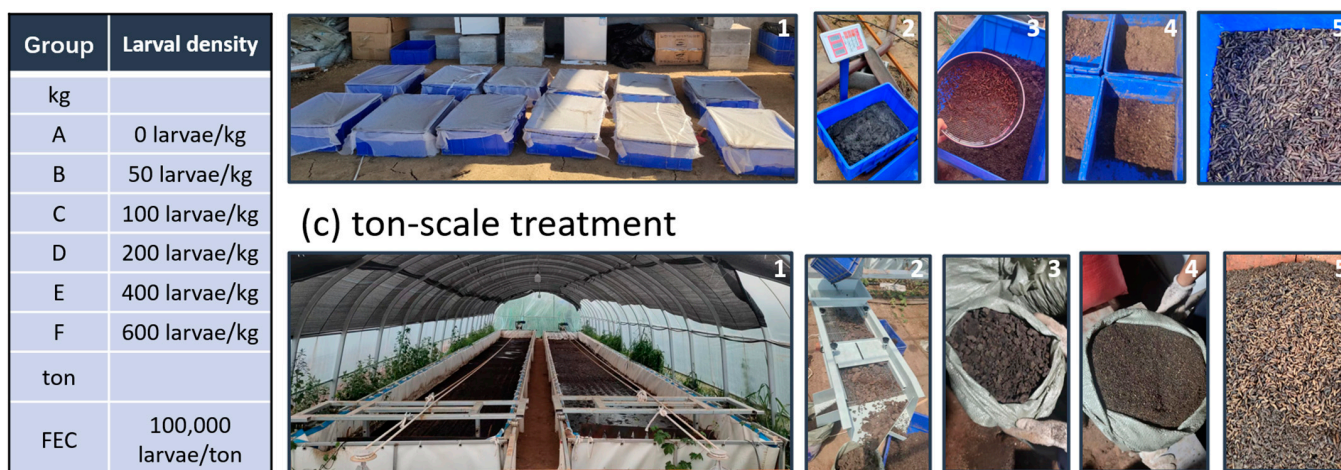 Group Larval density
kg
A 0 larvae/kg
B 50 larvae/kg
C 100 larvae/kg
D 200 larvae/kg
E 400 larvae/kg
F 600 larvae/kg
ton
FEC 100,000
larvae/ton
1 2 3 4 5
(c) ton-scale treatment
1 2 3 4 5